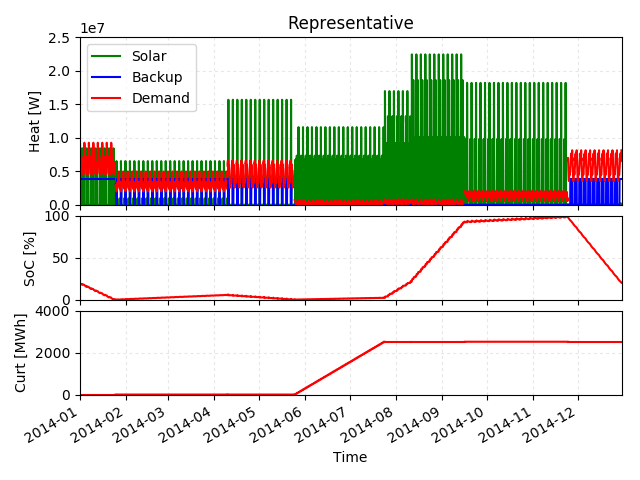 Representative
1e7
2.5
2.0
1.5
1.0
0.5
0.0
Heat [W]
Solar
Backup
Demand
100
50
0
SoC [%]
4000
2000
0
Curt [MWh]
2014-01
2014-02
2014-03
2014-04
2014-05
2014-06
2014-07
2014-08
2014-09
2014-10
2014-11
2014-12
Time